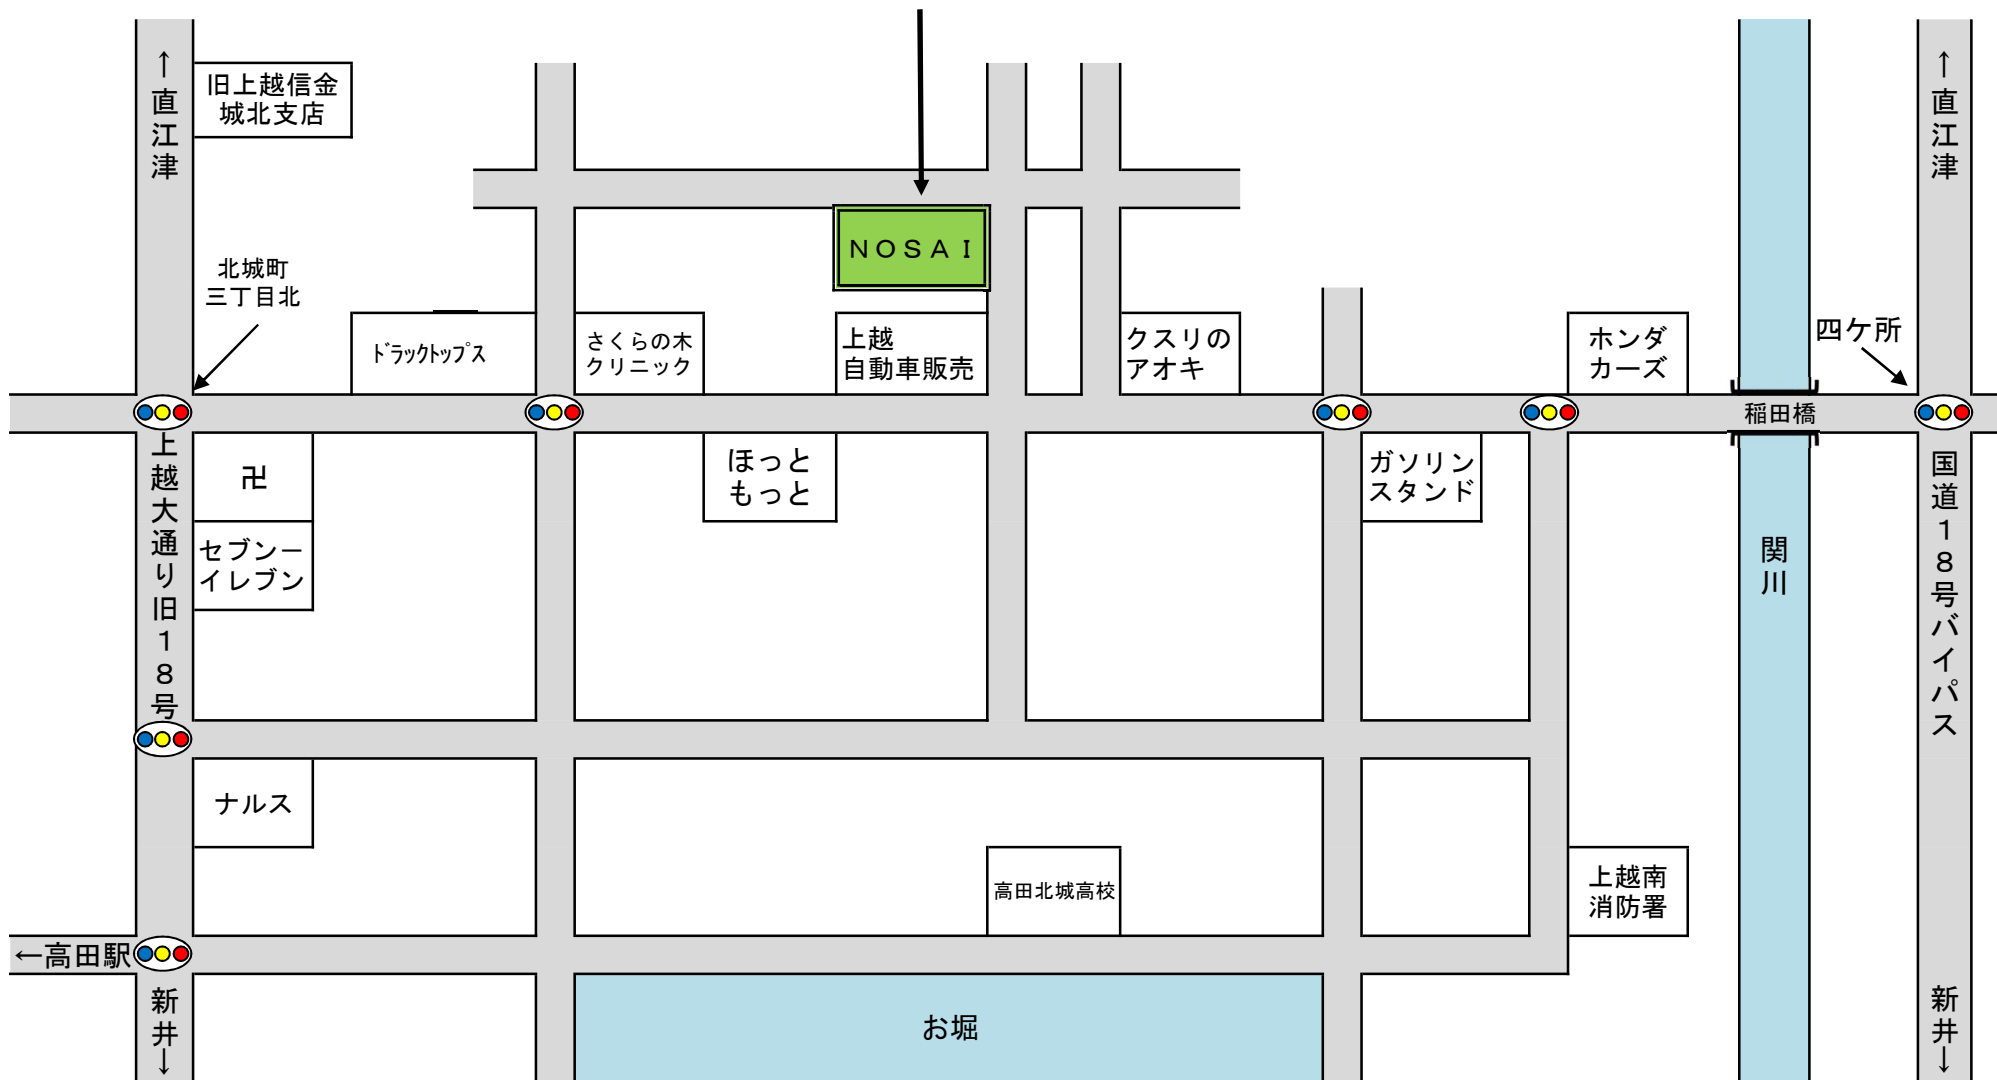 ↑直江津
旧上越信金
城北支店
↑直江津
NOSAI
北城町
三丁目北
ﾄﾞﾗｯｸﾄｯﾌﾟｽ
さくらの木
クリニック
上越
自動車販売
クスリの
アオキ
ホンダ
カーズ
四ケ所
稲田橋
上越大通り旧18号
卍
ほっと
もっと
ガソリン
スタンド
国道18号バイパス
セブンー
イレブン
関川
ナルス
高田北城高校
上越南
消防署
←高田駅
新井↓
お堀
新井↓